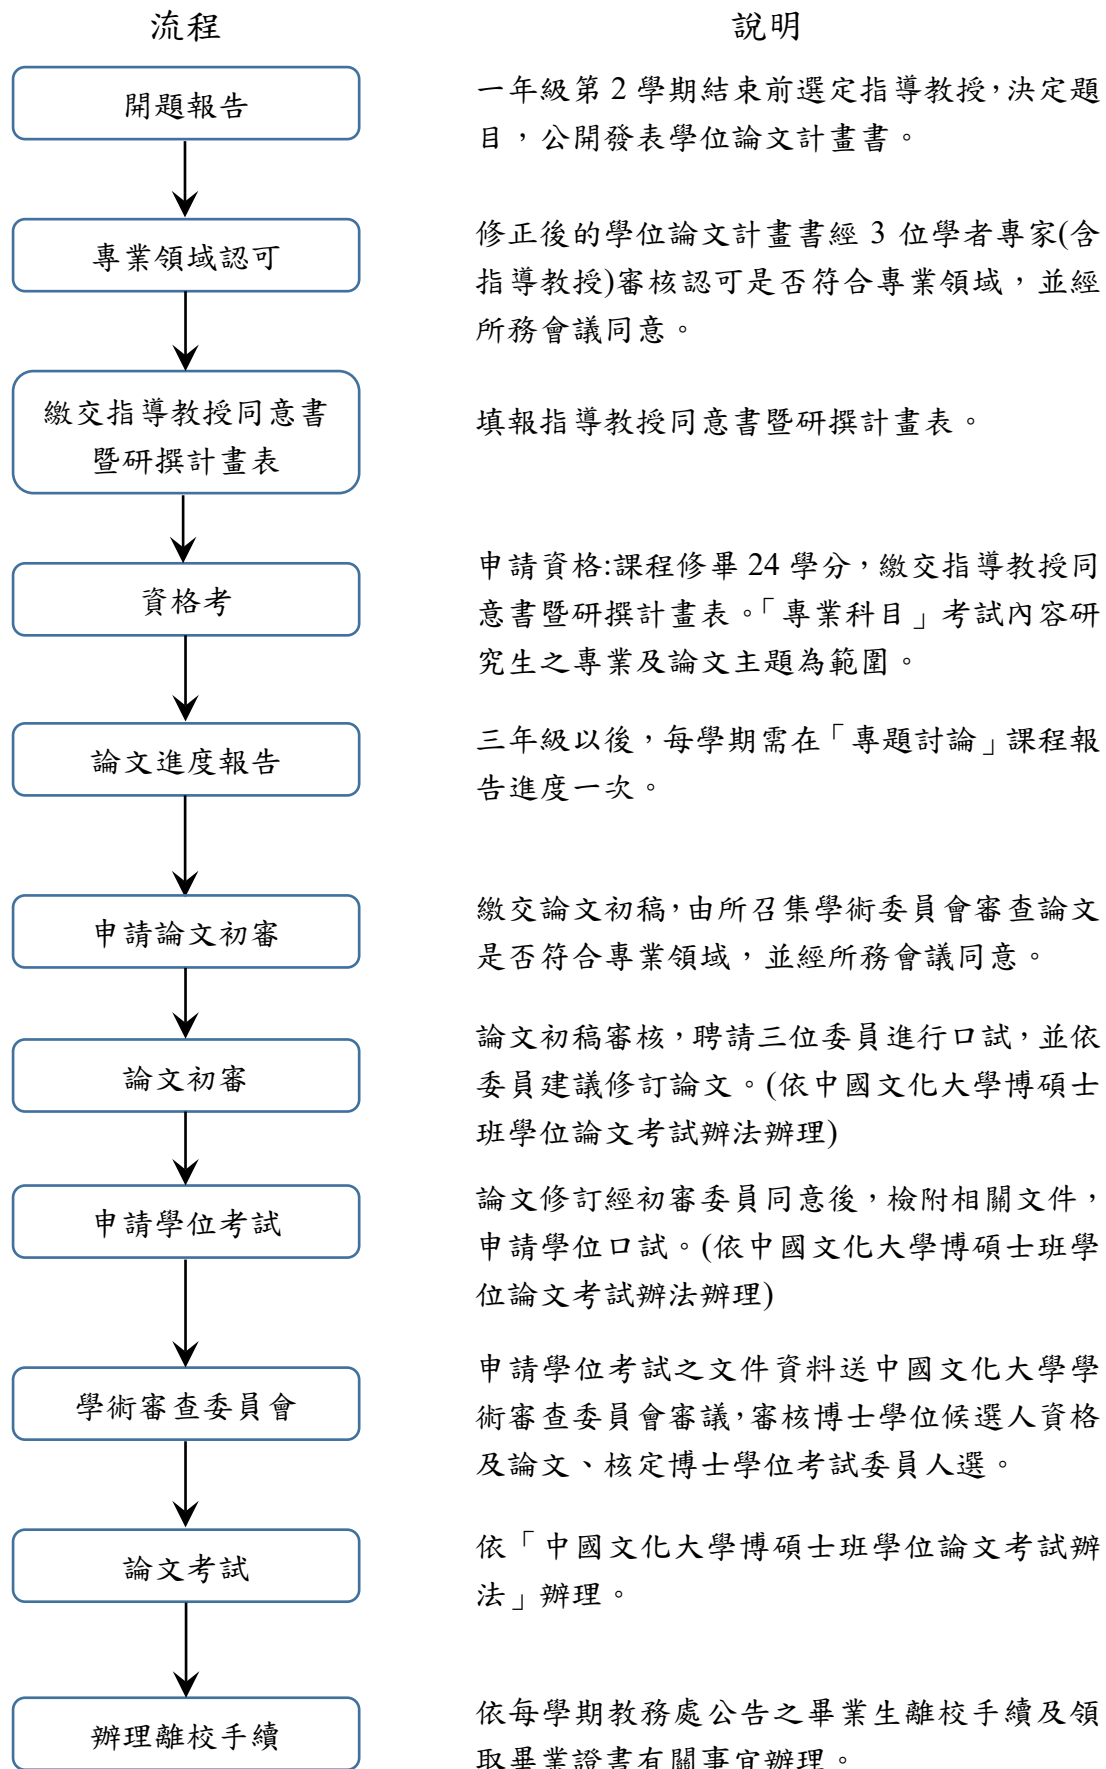 流程
說明
開題報告
一年級第 2 學期結束前選定指導教授,決定題
目，公開發表學位論文計畫書。
專業領域認可
修正後的學位論文計畫書經 3 位學者專家(含
指導教授)審核認可是否符合專業領域，並經
所務會議同意。
繳交指導教授同意書
暨研撰計畫表
填報指導教授同意書暨研撰計畫表。
資格考
申請資格:課程修畢 24 學分，繳交指導教授同
意書暨研撰計畫表。「專業科目」考試內容研
究生之專業及論文主題為範圍。
論文進度報告
三年級以後，每學期需在「專題討論」課程報
告進度一次。
申請論文初審
繳交論文初稿,由所召集學術委員會審查論文
是否符合專業領域，並經所務會議同意。
論文初審
論文初稿審核，聘請三位委員進行口試，並依
委員建議修訂論文。(依中國文化大學博碩士
班學位論文考試辦法辦理)
申請學位考試
論文修訂經初審委員同意後，檢附相關文件，
申請學位口試。(依中國文化大學博碩士班學
位論文考試辦法辦理)
學術審查委員會
申請學位考試之文件資料送中國文化大學學
術審查委員會審議,審核博士學位候選人資格
及論文、核定博士學位考試委員人選。
論文考試
依「中國文化大學博碩士班學位論文考試辦
法」辦理。
辦理離校手續
依每學期教務處公告之畢業生離校手續及領
取畢業證書有關事宜辦理。